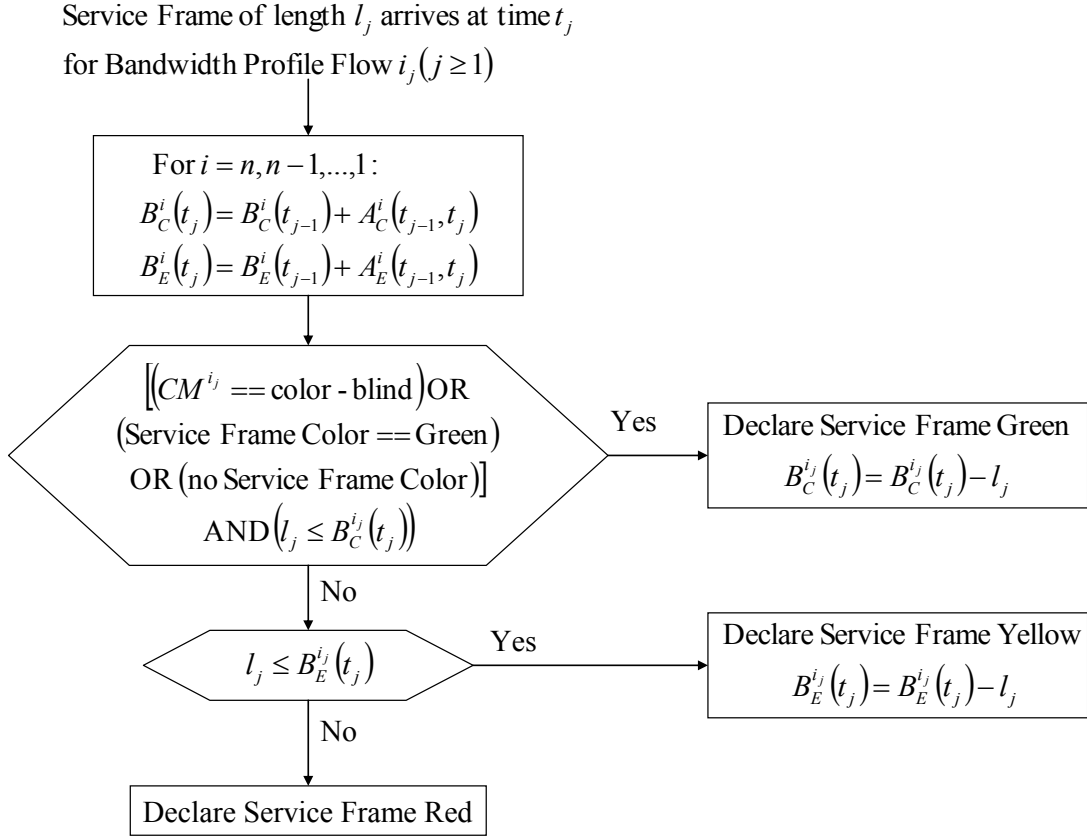 Service Frame of length l_j arrives at time t_j
for Bandwidth Profile Flow i_j (j ≥ 1)
For i = n, n − 1,...,1 :
B_C^i(t_j) = B_C^i(t_{j−1}) + A_C^i(t_{j−1}, t_j)
B_E^i(t_j) = B_E^i(t_{j−1}) + A_E^i(t_{j−1}, t_j)
[(CM^{i_j} == color - blind) OR
(Service Frame Color == Green)
OR (no Service Frame Color)]
AND (l_j ≤ B_C^{i_j}(t_j))
Yes
Declare Service Frame Green
B_C^{i_j}(t_j) = B_C^{i_j}(t_j) − l_j
No
l_j ≤ B_E^{i_j}(t_j)
Yes
Declare Service Frame Yellow
B_E^{i_j}(t_j) = B_E^{i_j}(t_j) − l_j
No
Declare Service Frame Red